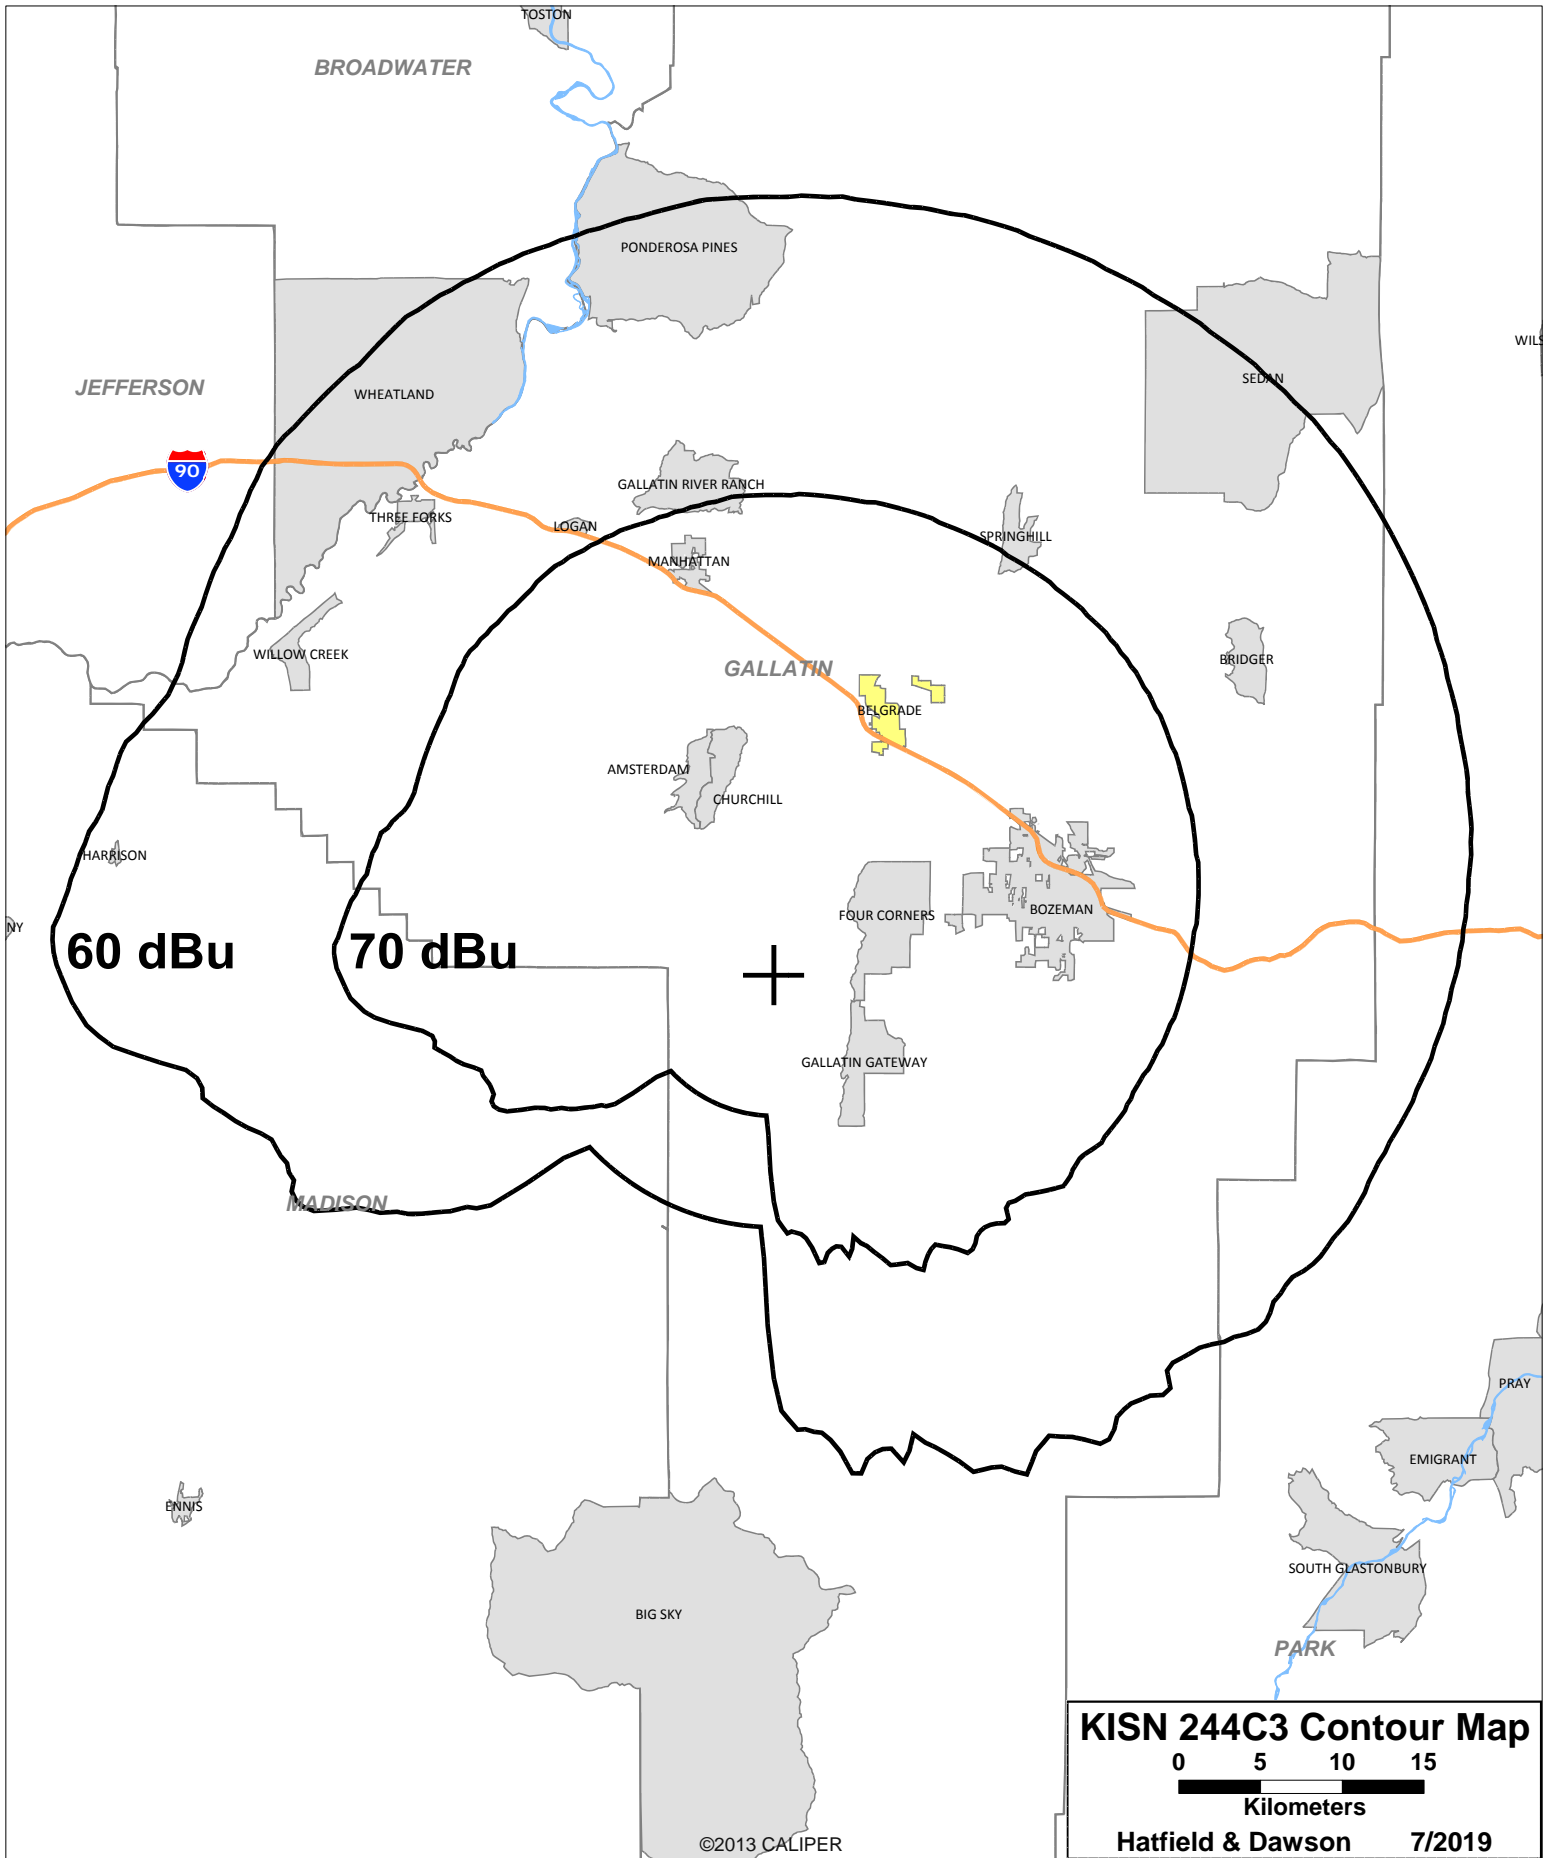 TOSTON
BROADWATER
PONDEROSA PINES
WILS
JEFFERSON
WHEATLAND
SEDAN
90
GALLATIN RIVER RANCH
THREE FORKS
LOGAN
SPRINGHILL
MANHATTAN
WILLOW CREEK
GALLATIN
BRIDGER
BELGRADE
AMSTERDAM
CHURCHILL
HARRISON
FOUR CORNERS
BOZEMAN
NY
60 dBu
70 dBu
GALLATIN GATEWAY
MADISON
PRAY
EMIGRANT
ENNIS
SOUTH GLASTONBURY
BIG SKY
PARK
KISN 244C3 Contour Map
0 5 10 15
Kilometers
Hatfield & Dawson 7/2019
©2013 CALIPER